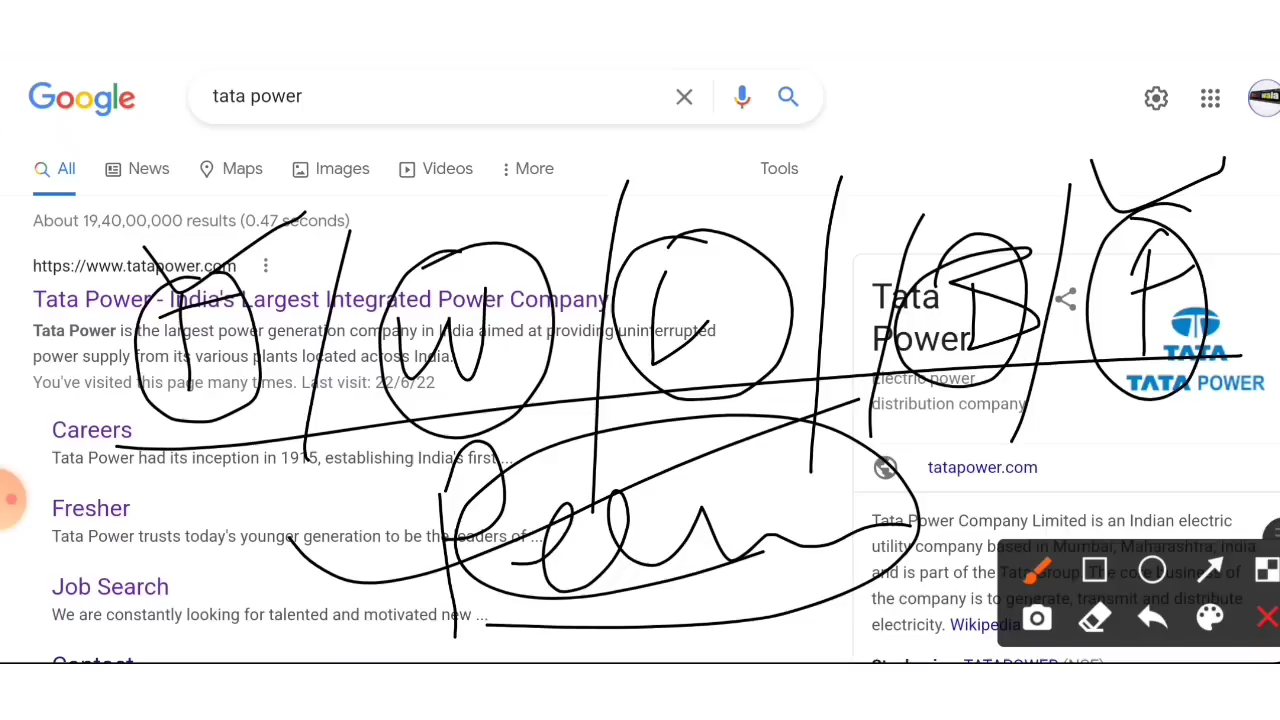 Google
tata power
All News Maps Images Videos More Tools
About 19,40,00,000 results (0.47 seconds)
https://www.tatapower.com
Tata Power - India's Largest Integrated Power Company
Tata Power is the largest power generation company in India aimed at providing uninterrupted
power supply from its various plants located across India.
You've visited this page many times. Last visit: 22/6/22
Careers
Tata Power had its inception in 1915, establishing India's first ...
Fresher
Tata Power trusts today's younger generation to be the leaders of ...
Job Search
We are constantly looking for talented and motivated new ...
Contact
Tata
Power
TATA
TATA POWER
electric power
distribution company
tatapower.com
Tata Power Company Limited is an Indian electric
utility company based in Mumbai, Maharashtra, India
and is part of the Tata Group. The core business of
the company is to generate, transmit and distribute
electricity. Wikipedia
TATAPOWER (NSE)
T W L B P